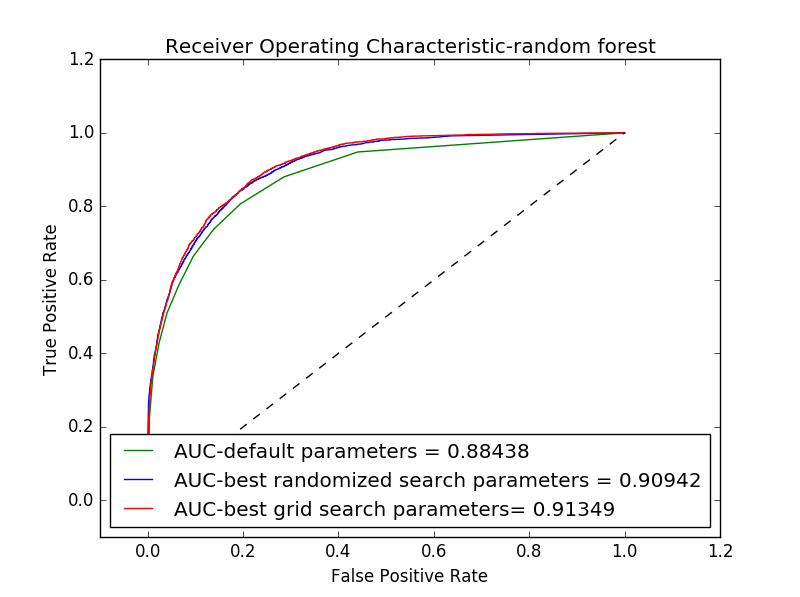 Receiver Operating Characteristic-random forest
1.2
1.0
0.8
0.6
0.4
0.2
0.0
True Positive Rate
AUC-default parameters = 0.88438
AUC-best randomized search parameters = 0.90942
AUC-best grid search parameters= 0.91349
0.0 0.2 0.4 0.6 0.8 1.0 1.2
False Positive Rate